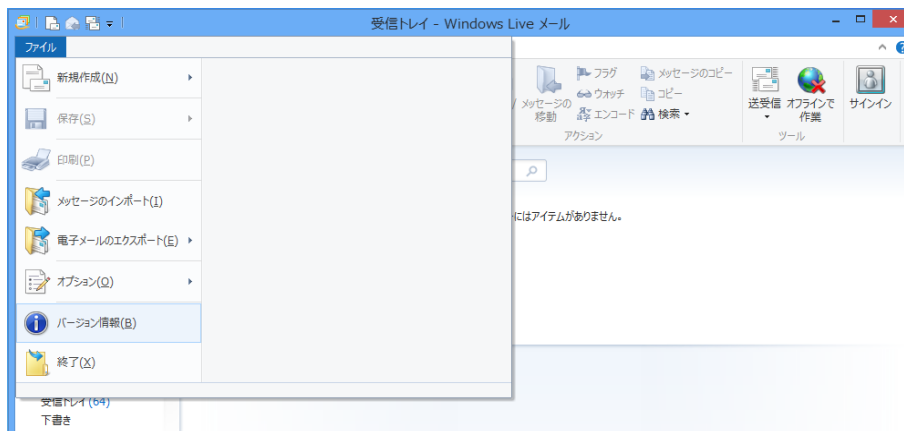 受信トレイ - Windows Live メール
ファイル
新規作成(N)
保存(S)
印刷(P)
メッセージのインポート(I)
電子メールのエクスポート(E)
オプション(O)
バージョン情報(B)
終了(X)
メッセージの
移動
フラグ
ウォッチ
エンコード
メッセージのコピー
コピー
検索
アクション
送受信
オフラインで
作業
ツール
サインイン
にはアイテムがありません。
受信トレイ (64)
下書き